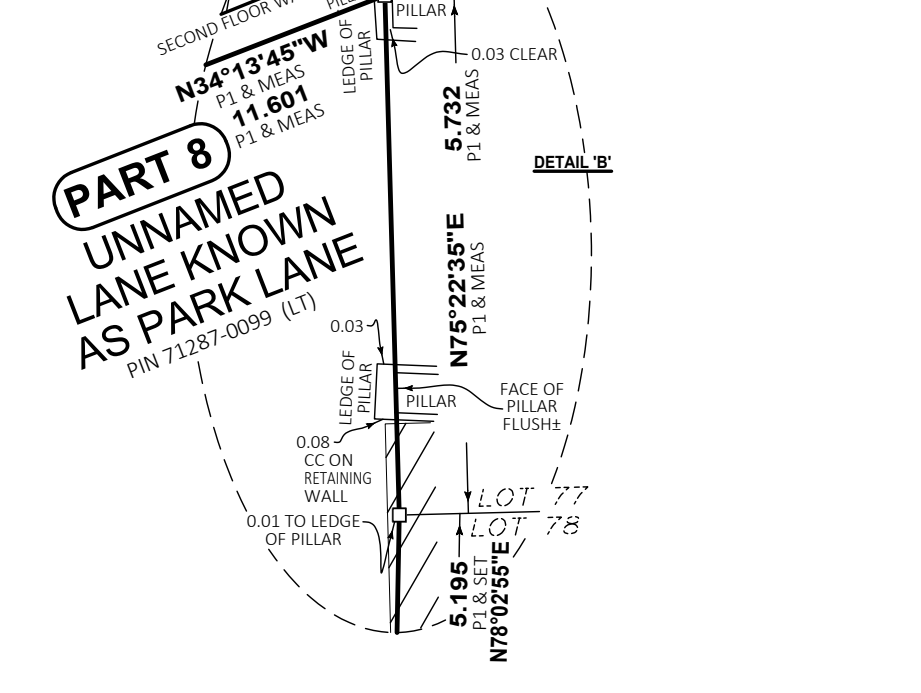 PILLAR
SECOND FLOOR
LEDGE OF
PILLAR
0.03 CLEAR
N34°13'45"W
P1 & MEAS
11.601
P1 & MEAS
5.732
P1 & MEAS
DETAIL 'B'
PART 8
UNNAMED
LANE KNOWN
AS PARK LANE
PIN 71287-0099 (LT)
N75°22'35"E
P1 & MEAS
0.03
LEDGE OF
PILLAR
PILLAR
FACE OF
PILLAR
FLUSH±
0.08
CC ON
RETAINING
WALL
LOT 77
LOT 78
0.01 TO LEDGE
OF PILLAR
5.195
P1 & SET
N78°02'55"E